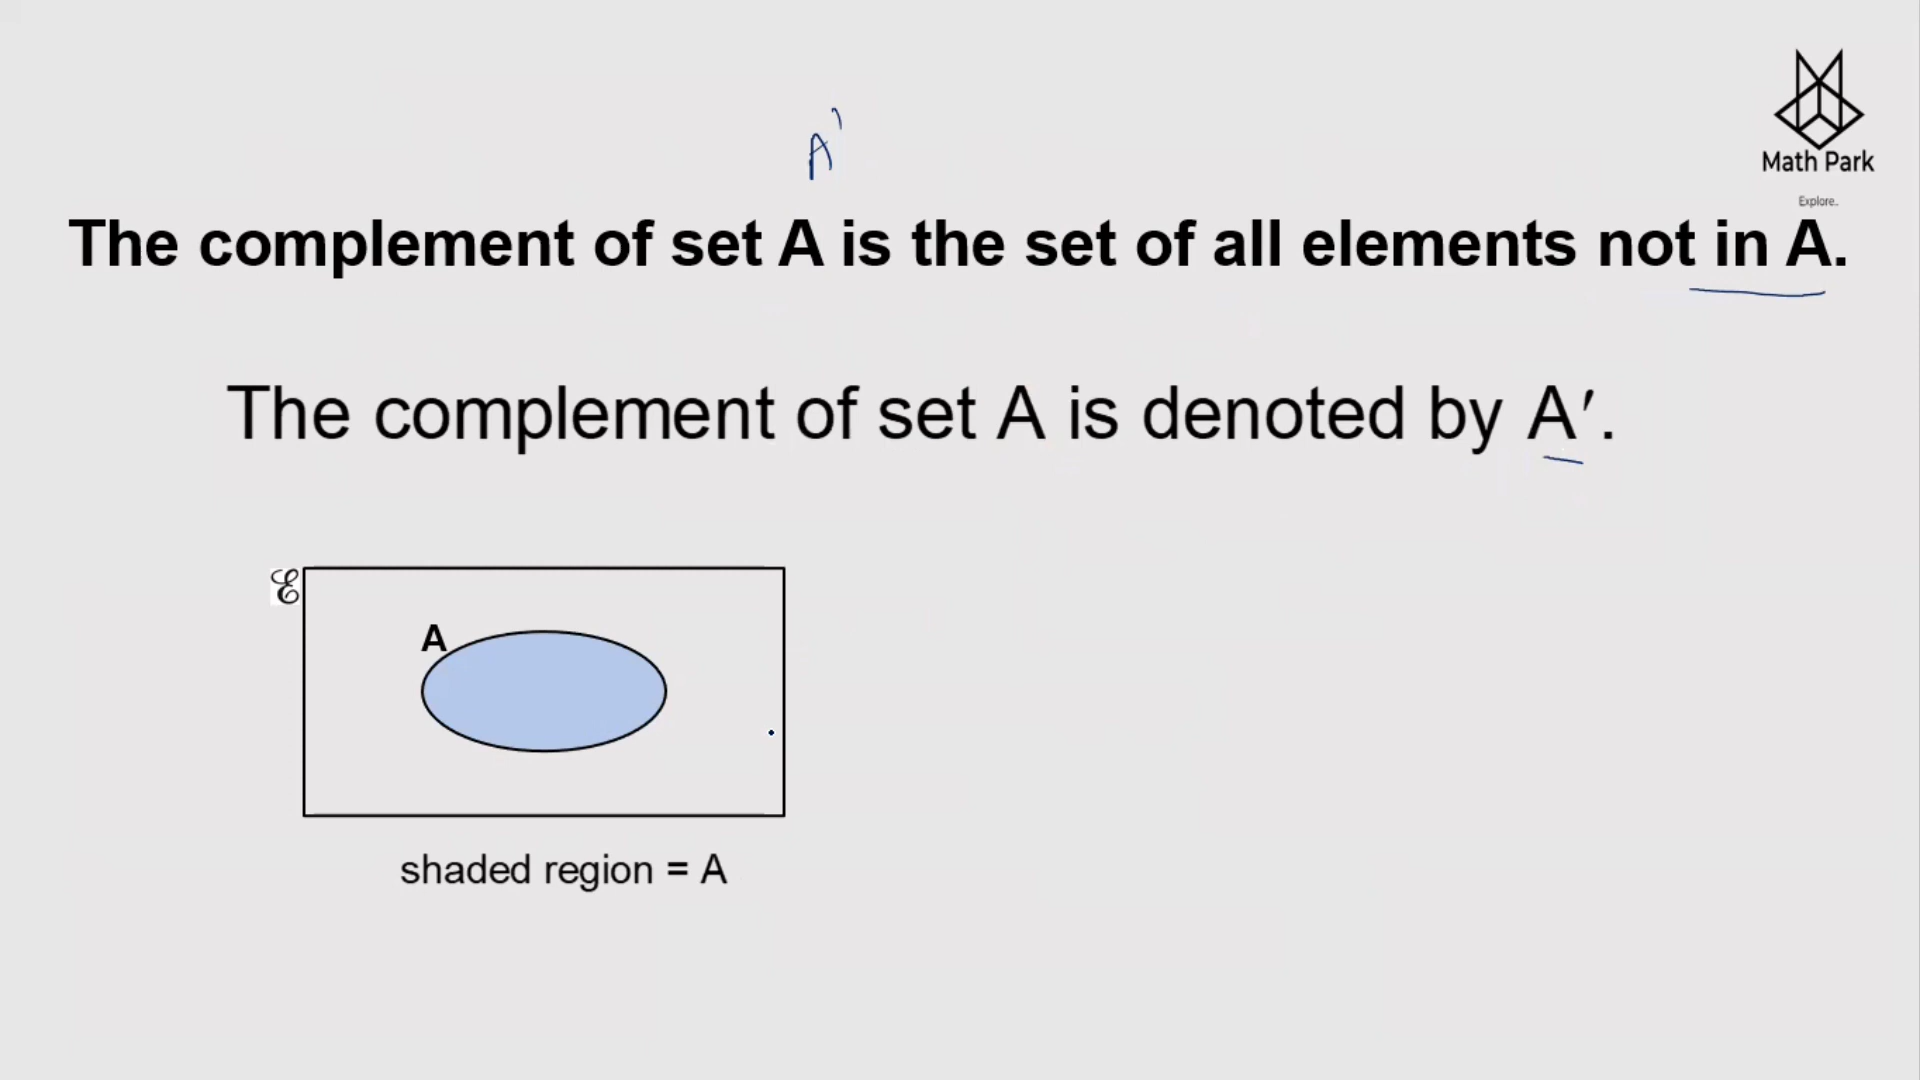 A'
Math Park
Explore..
The complement of set A is the set of all elements not in A.
The complement of set A is denoted by A′.
ℰ
A
shaded region = A